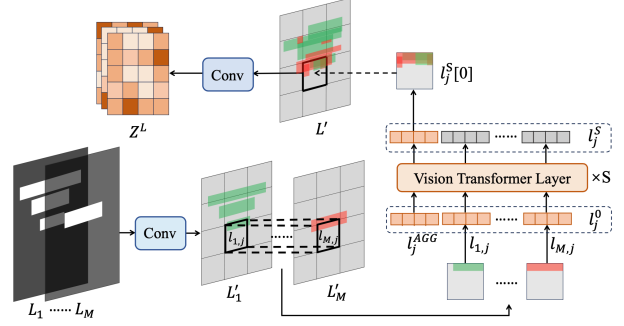 Z^L
Conv
L′
l_j^S[0]
l_j^S
Vision Transformer Layer ×S
l_j^0
l_j^{AGG} l_{1,j} l_{M,j}
L_1 ...... L_M
Conv
l_{1,j} ...... l_{M,j}
L′_1 L′_M
......
......
......